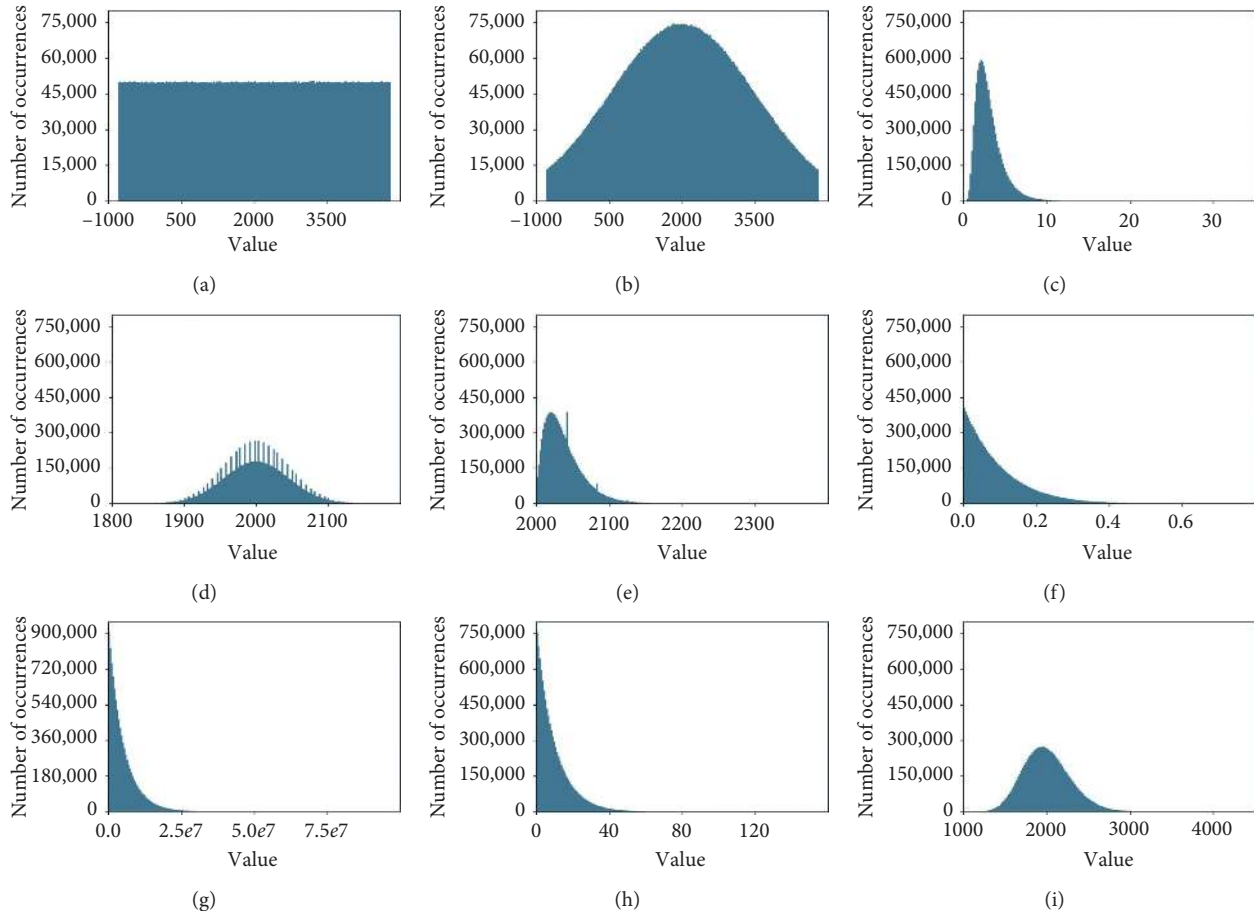 Number of occurrences
75,000
60,000
45,000
30,000
15,000
0
−1000 500 2000 3500
Value
(a)
Number of occurrences
75,000
60,000
45,000
30,000
15,000
0
−1000 500 2000 3500
Value
(b)
Number of occurrences
750,000
600,000
450,000
300,000
150,000
0
0 10 20 30
Value
(c)
Number of occurrences
750,000
600,000
450,000
300,000
150,000
0
1800 1900 2000 2100
Value
(d)
Number of occurrences
750,000
600,000
450,000
300,000
150,000
0
2000 2100 2200 2300
Value
(e)
Number of occurrences
750,000
600,000
450,000
300,000
150,000
0
0.0 0.2 0.4 0.6
Value
(f)
Number of occurrences
900,000
720,000
540,000
360,000
180,000
0
0.0 2.5e7 5.0e7 7.5e7
Value
(g)
Number of occurrences
750,000
600,000
450,000
300,000
150,000
0
0 40 80 120
Value
(h)
Number of occurrences
750,000
600,000
450,000
300,000
150,000
0
1000 2000 3000 4000
Value
(i)